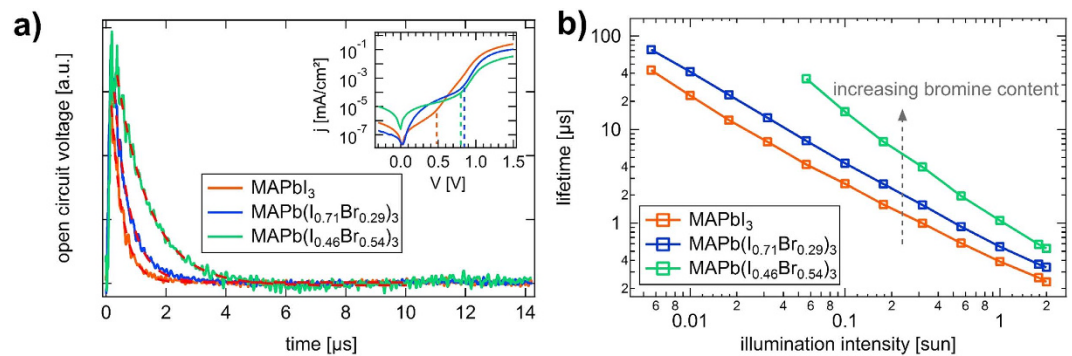 a)
open circuit voltage [a.u.]
0
2
4
6
8
10
12
14
time [µs]
j [mA/cm²]
10⁻¹
10⁻³
10⁻⁵
10⁻⁷
0.0
0.5
1.0
1.5
V [V]
MAPbI₃
MAPb(I₀.₇₁Br₀.₂₉)₃
MAPb(I₀.₄₆Br₀.₅₄)₃
b)
illumination intensity [sun]
6
8
0.01
2
4
6
8
0.1
2
4
6
8
1
2
lifetime [µs]
100
4
2
10
4
2
1
4
2
increasing bromine content
MAPbI₃
MAPb(I₀.₇₁Br₀.₂₉)₃
MAPb(I₀.₄₆Br₀.₅₄)₃
illumination intensity [sun]